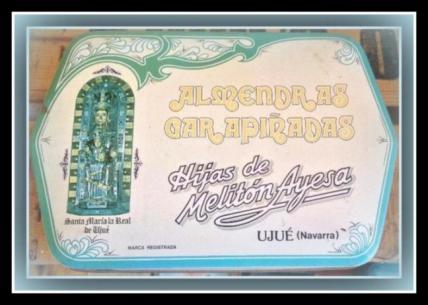 ALMENDRAS
GARAPIÑADAS
Hijas de
Melitón Ayesa
UJUÉ (Navarra)
Santa María la Real
de Ujué
MARCA REGISTRADA